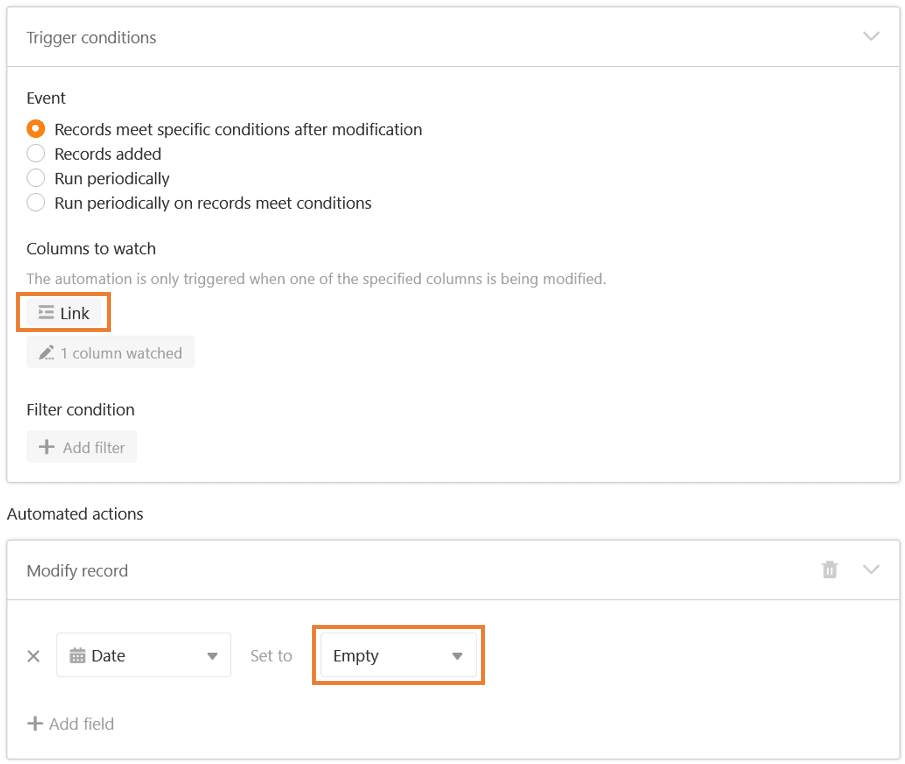 Trigger conditions
Event
Records meet specific conditions after modification
Records added
Run periodically
Run periodically on records meet conditions
Columns to watch
The automation is only triggered when one of the specified columns is being modified.
Link
1 column watched
Filter condition
Add filter
Automated actions
Modify record
Date Set to Empty
Add field